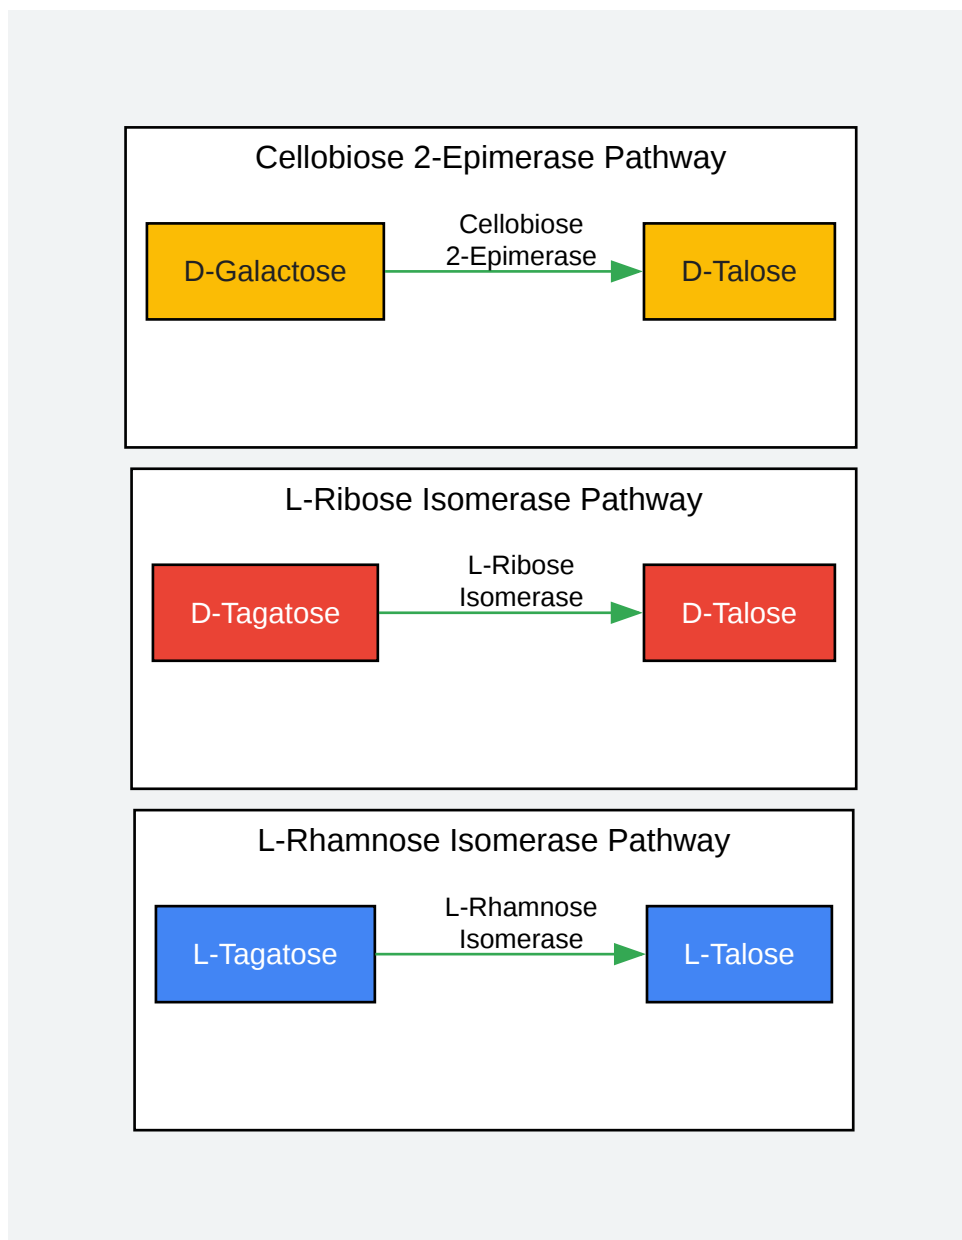 Cellobiose 2-Epimerase Pathway
Cellobiose
2-Epimerase
D-Galactose
D-Talose
L-Ribose Isomerase Pathway
L-Ribose
Isomerase
D-Tagatose
D-Talose
L-Rhamnose Isomerase Pathway
L-Rhamnose
Isomerase
L-Tagatose
L-Talose